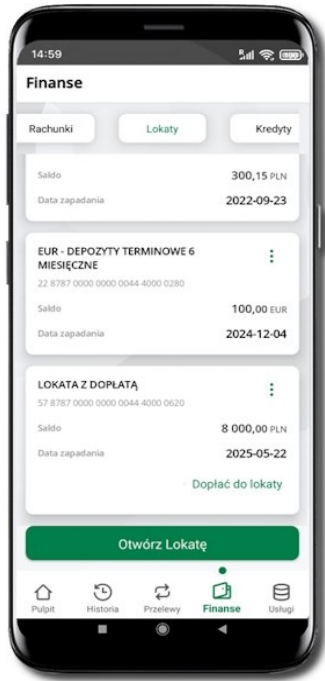 14:59
Finanse
Rachunki Lokaty Kredyty
Saldo 300,15 PLN
Data zapadania 2022-09-23
EUR - DEPOZYTY TERMINOWE 6
MIESIĘCZNE
22 8787 0000 0000 0044 4000 0280
Saldo 100,00 EUR
Data zapadania 2024-12-04
LOKATA Z DOPŁATĄ
57 8787 0000 0000 0044 4000 0620
Saldo 8 000,00 PLN
Data zapadania 2025-05-22
Dopłać do lokaty
Otwórz Lokatę
Pulpit Historia Przelewy Finanse Usługi